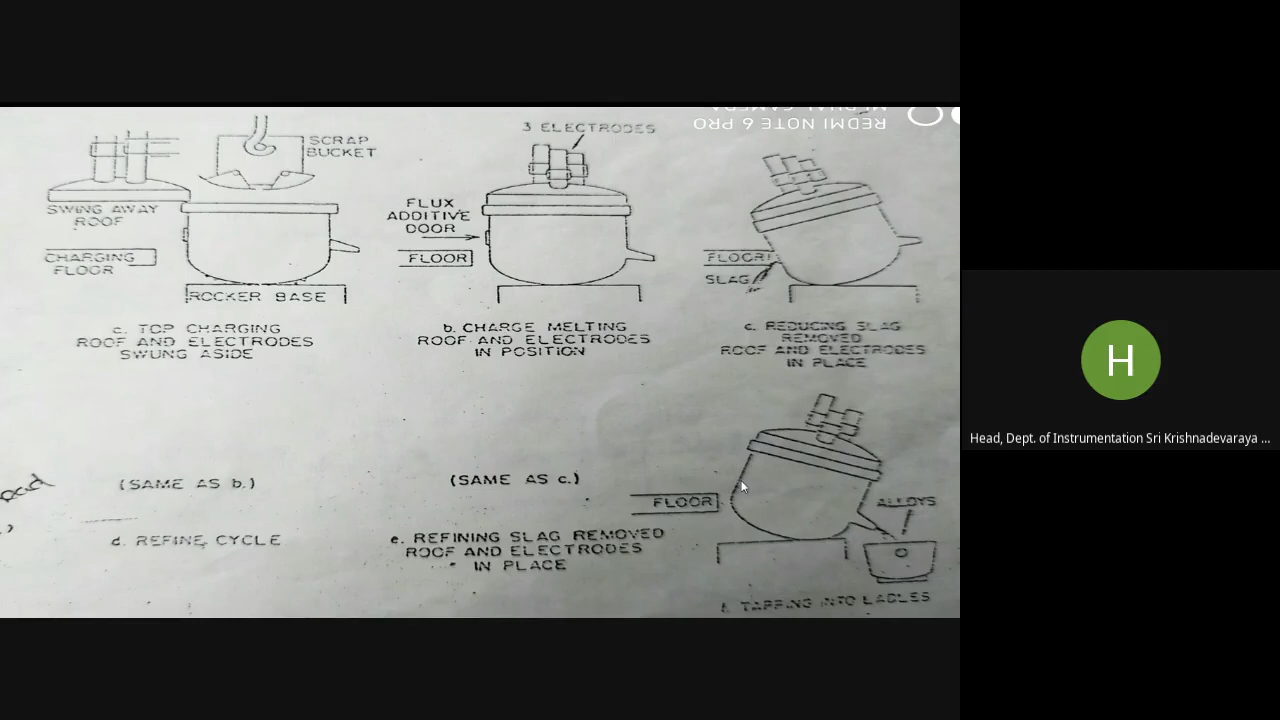 3 ELECTRODES
REDMI NOTE 6 PRO
MI DUAL CAMERA
SCRAP
BUCKET
SWING AWAY
ROOF
FLUX
ADDITIVE
DOOR
CHARGING
FLOOR
FLOOR
FLOOR
SLAG
ROCKER BASE
a. TOP CHARGING
ROOF AND ELECTRODES
SWUNG ASIDE
b. CHARGE MELTING
ROOF AND ELECTRODES
IN POSITION
c. REDUCING SLAG
REMOVED
ROOF AND ELECTRODES
IN PLACE
Head, Dept. of Instrumentation Sri Krishnadevaraya ...
H
(SAME AS b.)
d. REFINE CYCLE
(SAME AS c.)
e. REFINING SLAG REMOVED
ROOF AND ELECTRODES
IN PLACE
FLOOR
ALLOYS
f. TAPPING INTO LADLES